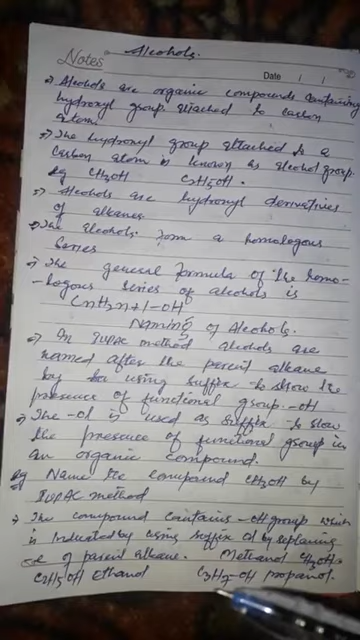 Alcohols.
Notes
Date / /
⇒ Alcohols are organic compounds containing
hydroxyl group attached to carbon
atom.
⇒ The hydroxyl group attached to a
carbon atom is known as alcohol group.
eg CH3OH C2H5OH.
⇒ Alcohols are hydroxyl derivatives
of alkanes
⇒ The alcohols form a homologous
series
⇒ The general formula of the homo-
-logous series of alcohols is
CnH2n+1-OH
Naming of Alcohols.
⇒ In IUPAC method alcohols are
named after the parent alkane
by using suffix to show the
presence of functional group -OH
⇒ The -ol is used as suffix to show
the presence of functional group in
an organic compound.
eg Name the compound CH3OH by
IUPAC method
⇒ The compound contains -OH group which
is indicated by using suffix ol by replacing
-e of parent alkane. Methanol CH3OH
C2H5OH Ethanol C3H7-OH propanol.